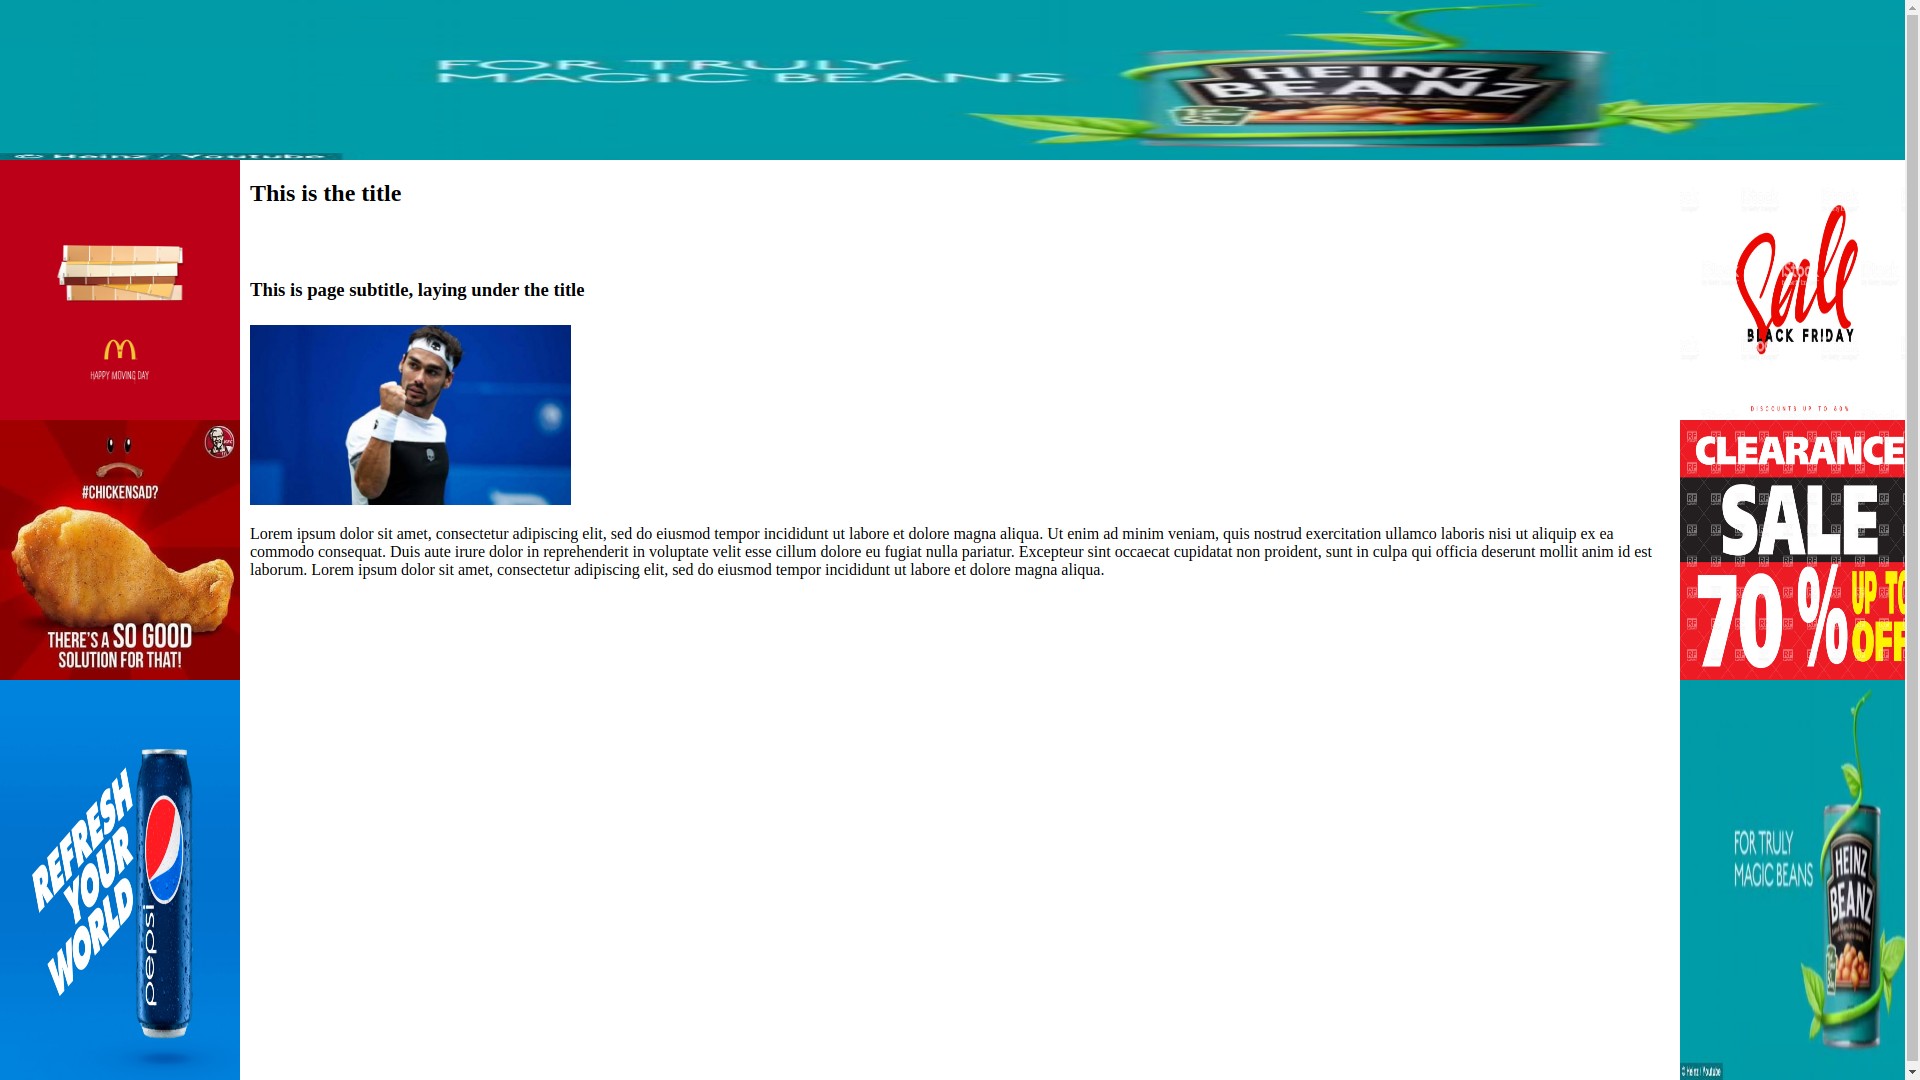 FOR TRULY
MAGIC BEANS
HEINZ
BEANZ
© Heinz / Youtube
This is the title
This is page subtitle, laying under the title
Lorem ipsum dolor sit amet, consectetur adipiscing elit, sed do eiusmod tempor incididunt ut labore et dolore magna aliqua. Ut enim ad minim veniam, quis nostrud exercitation ullamco laboris nisi ut aliquip ex ea
commodo consequat. Duis aute irure dolor in reprehenderit in voluptate velit esse cillum dolore eu fugiat nulla pariatur. Excepteur sint occaecat cupidatat non proident, sunt in culpa qui officia deserunt mollit anim id est
laborum. Lorem ipsum dolor sit amet, consectetur adipiscing elit, sed do eiusmod tempor incididunt ut labore et dolore magna aliqua.
HAPPY MOVING DAY
#CHICKENSAD?
THERE'S A SO GOOD
SOLUTION FOR THAT!
REFRESH
YOUR
WORLD
pepsi
Sale
BLACK FRIDAY
DISCOUNTS UP TO 60%
CLEARANCE
SALE
70 % UP TO
OFF
FOR TRULY
MAGIC BEANS
HEINZ
BEANZ
© Heinz / Youtube